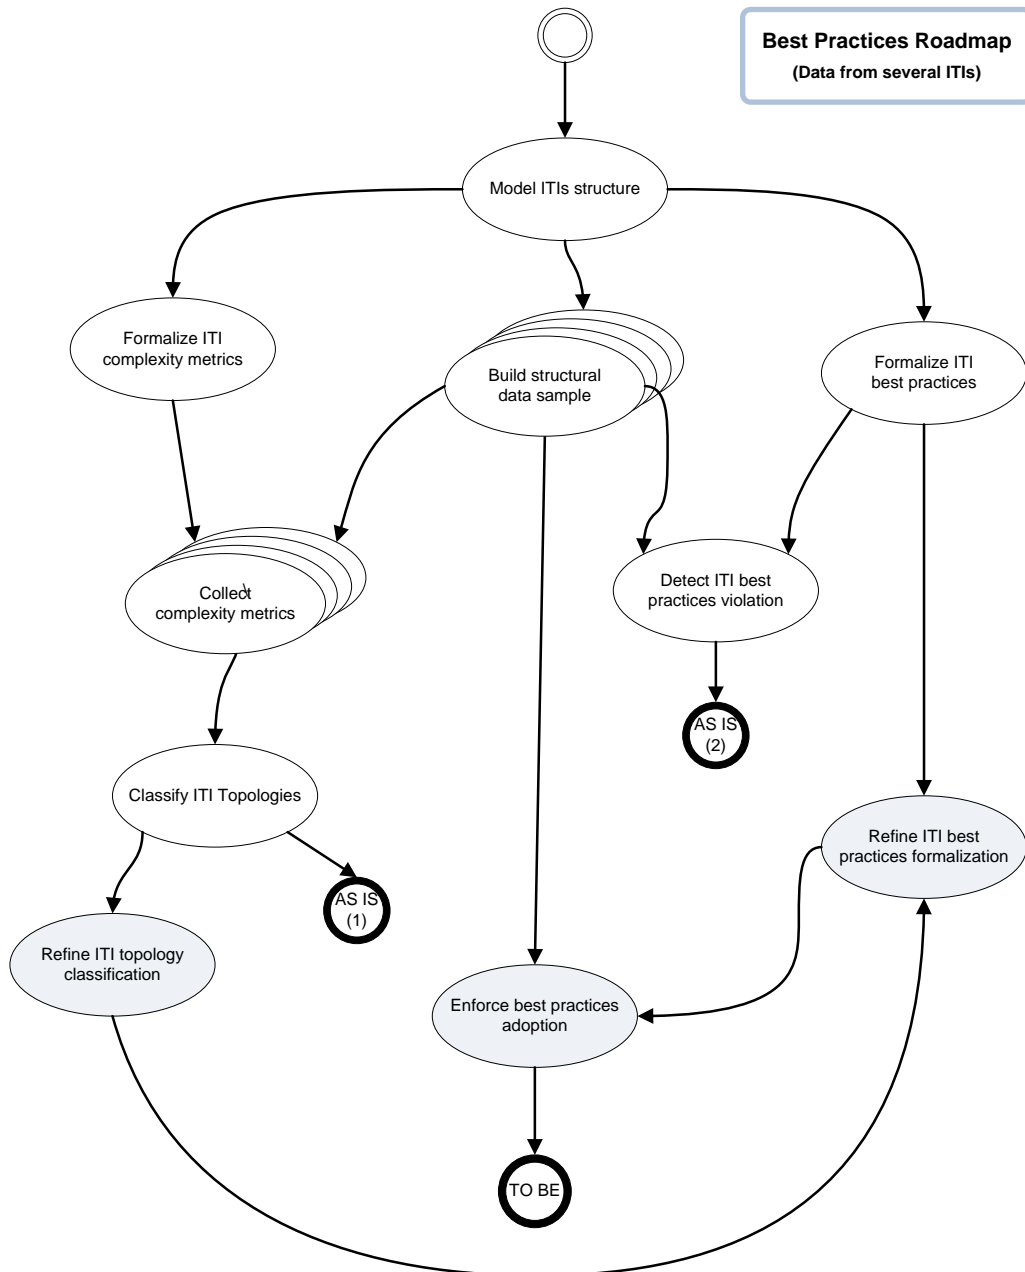 Best Practices Roadmap
(Data from several ITIs)
Model ITIs structure
Formalize ITI
complexity metrics
Build structural
data sample
Formalize ITI
best practices
Collect
complexity metrics
Detect ITI best
practices violation
AS IS
(2)
Classify ITI Topologies
Refine ITI best
practices formalization
AS IS
(1)
Refine ITI topology
classification
Enforce best practices
adoption
TO BE